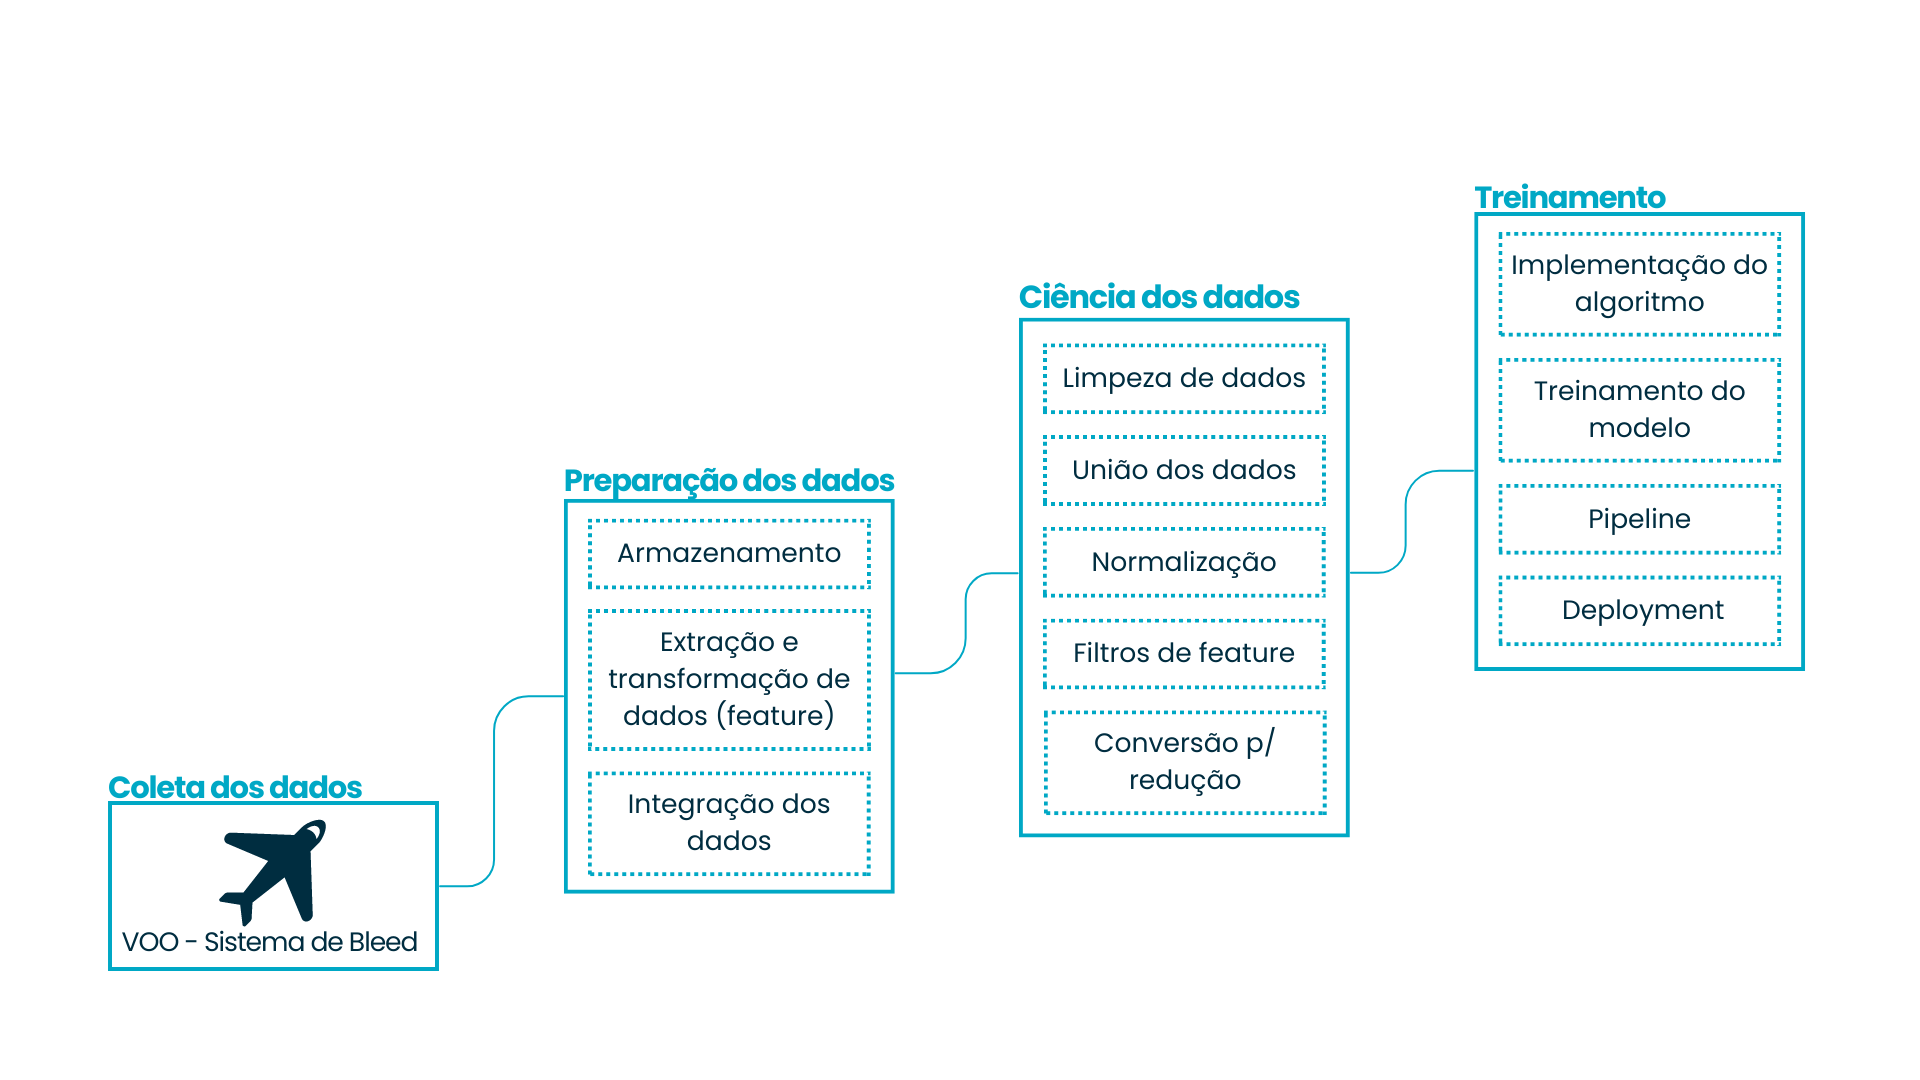 Coleta dos dados
VOO - Sistema de Bleed
Preparação dos dados
Armazenamento
Extração e
transformação de
dados (feature)
Integração dos
dados
Ciência dos dados
Limpeza de dados
União dos dados
Normalização
Filtros de feature
Conversão p/
redução
Treinamento
Implementação do
algoritmo
Treinamento do
modelo
Pipeline
Deployment